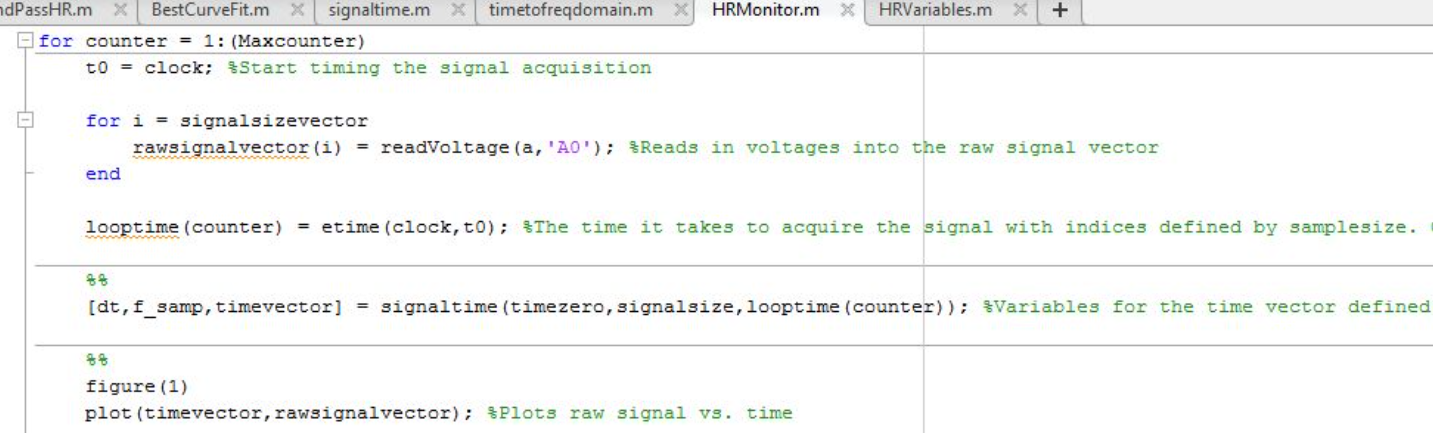 ndPassHR.m × BestCurveFit.m × signaltime.m × timetofreqdomain.m × HRMonitor.m × HRVariables.m × +
for counter = 1:(Maxcounter)
t0 = clock; %Start timing the signal acquisition
for i = signalsizevector
rawsignalvector(i) = readVoltage(a,'A0'); %Reads in voltages into the raw signal vector
end
looptime(counter) = etime(clock,t0); %The time it takes to acquire the signal with indices defined by samplesize.
%%
[dt,f_samp,timevector] = signaltime(timezero,signalsize,looptime(counter)); %Variables for the time vector defined
%%
figure(1)
plot(timevector,rawsignalvector); %Plots raw signal vs. time